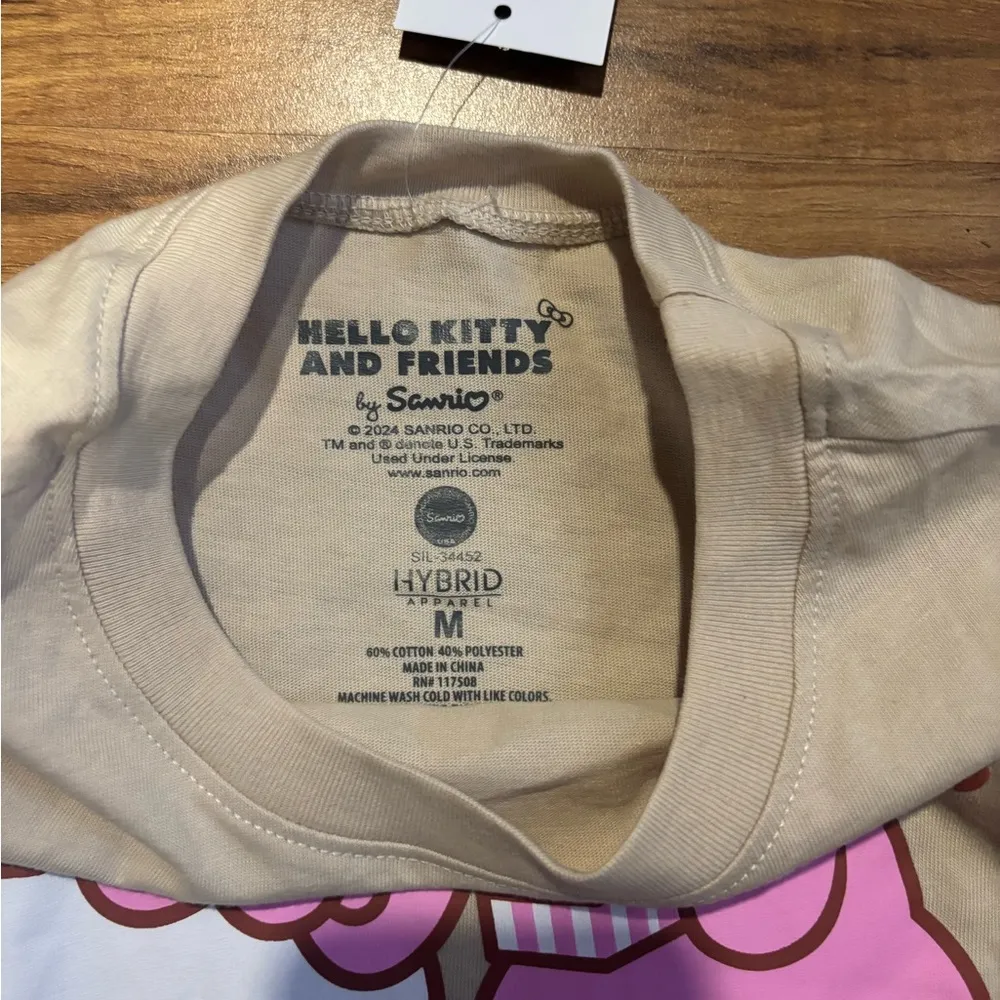 HELLO KITTY
AND FRIENDS
by Sanrio®
© 2024 SANRIO CO., LTD.
TM and ® denote U.S. Trademarks
Used Under License
www.sanrio.com
Sanrio
USA
SIL-34452
HYBRID
APPAREL
M
60% COTTON 40% POLYESTER
MADE IN CHINA
RN# 117508
MACHINE WASH COLD WITH LIKE COLORS.